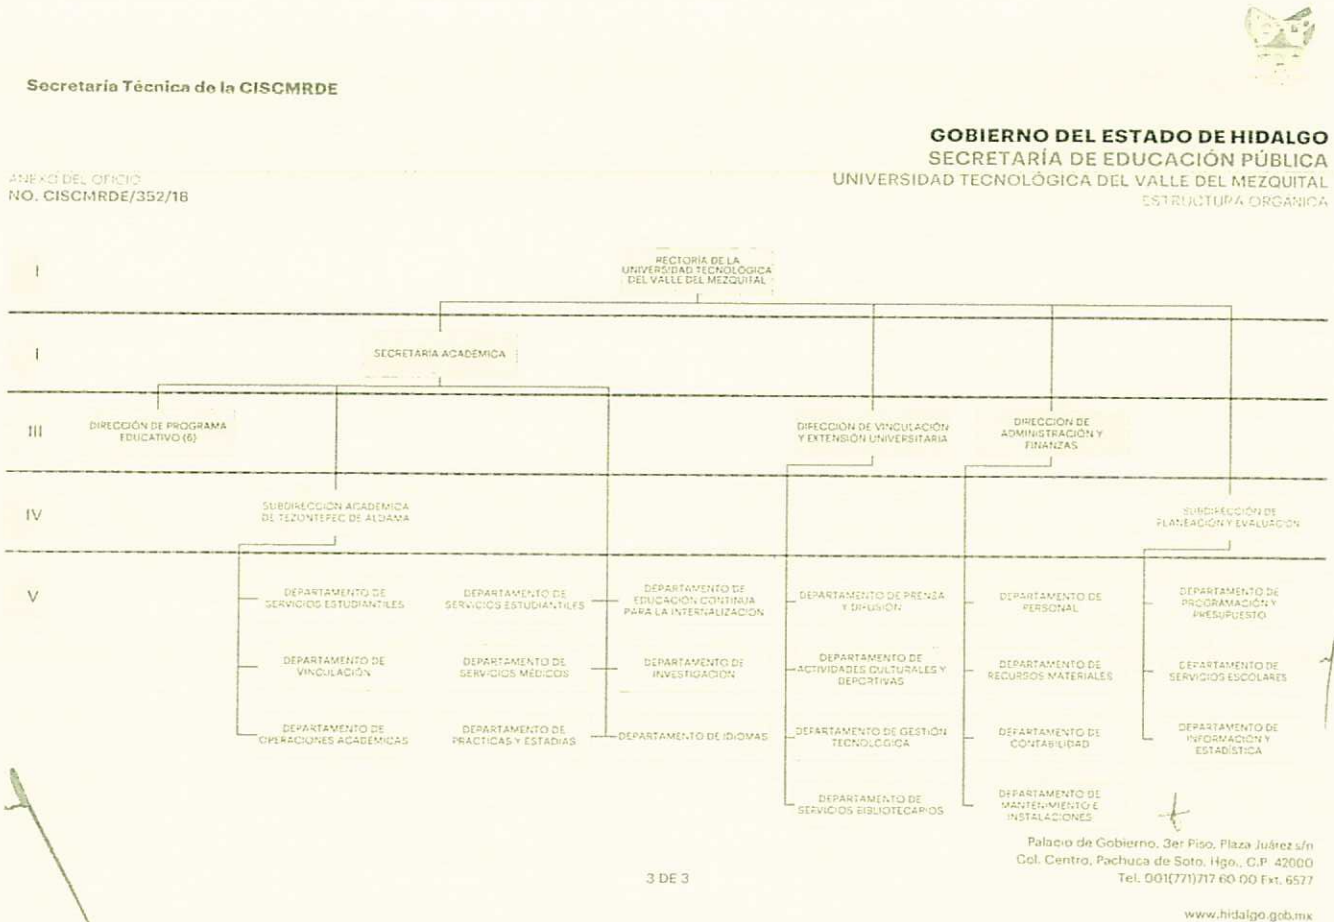 Secretaría Técnica de la CISCMRDE
GOBIERNO DEL ESTADO DE HIDALGO
SECRETARÍA DE EDUCACIÓN PÚBLICA
UNIVERSIDAD TECNOLÓGICA DEL VALLE DEL MEZQUITAL
ESTRUCTURA ORGÁNICA
ANEXO DEL OFICIO
NO. CISCMRDE/352/18
I
RECTORÍA DE LA
UNIVERSIDAD TECNOLÓGICA
DEL VALLE DEL MEZQUITAL
I
SECRETARÍA ACADÉMICA
III
DIRECCIÓN DE PROGRAMA
EDUCATIVO (6)
DIRECCIÓN DE VINCULACIÓN
Y EXTENSIÓN UNIVERSITARIA
DIRECCIÓN DE
ADMINISTRACIÓN Y
FINANZAS
IV
SUBDIRECCIÓN ACADÉMICA
DE TEZONTEPEC DE ALDAMA
SUBDIRECCIÓN DE
PLANEACIÓN Y EVALUACIÓN
V
DEPARTAMENTO DE
SERVICIOS ESTUDIANTILES
DEPARTAMENTO DE
VINCULACIÓN
DEPARTAMENTO DE
OPERACIONES ACADÉMICAS
DEPARTAMENTO DE
SERVICIOS ESTUDIANTILES
DEPARTAMENTO DE
SERVICIOS MÉDICOS
DEPARTAMENTO DE
PRÁCTICAS Y ESTADÍAS
DEPARTAMENTO DE
EDUCACIÓN CONTINUA
PARA LA INTERNALIZACIÓN
DEPARTAMENTO DE
INVESTIGACIÓN
DEPARTAMENTO DE IDIOMAS
DEPARTAMENTO DE PRENSA
Y DIFUSIÓN
DEPARTAMENTO DE
ACTIVIDADES CULTURALES Y
DEPORTIVAS
DEPARTAMENTO DE GESTIÓN
TECNOLÓGICA
DEPARTAMENTO DE
SERVICIOS BIBLIOTECARIOS
DEPARTAMENTO DE
PERSONAL
DEPARTAMENTO DE
RECURSOS MATERIALES
DEPARTAMENTO DE
CONTABILIDAD
DEPARTAMENTO DE
MANTENIMIENTO E
INSTALACIONES
DEPARTAMENTO DE
PROGRAMACIÓN Y
PRESUPUESTO
DEPARTAMENTO DE
SERVICIOS ESCOLARES
DEPARTAMENTO DE
INFORMACIÓN Y
ESTADÍSTICA
Palacio de Gobierno, 3er Piso, Plaza Juárez s/n
Col. Centro, Pachuca de Soto, Hgo., C.P. 42000
Tel. 001(771)717 60 00 Ext. 6577
3 DE 3
www.hidalgo.gob.mx